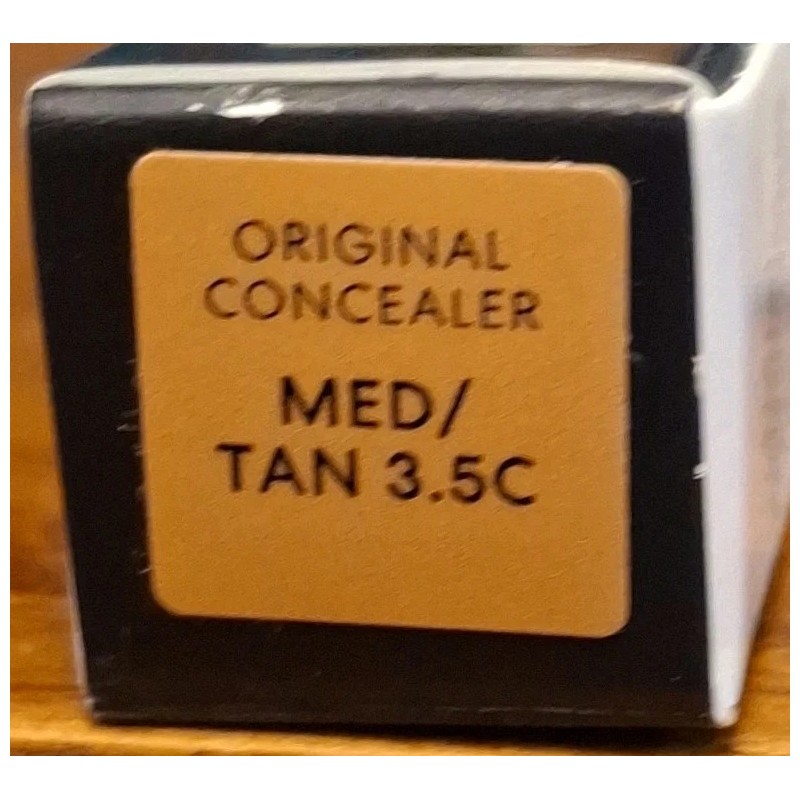 ORIGINAL
CONCEALER
MED/
TAN 3.5C